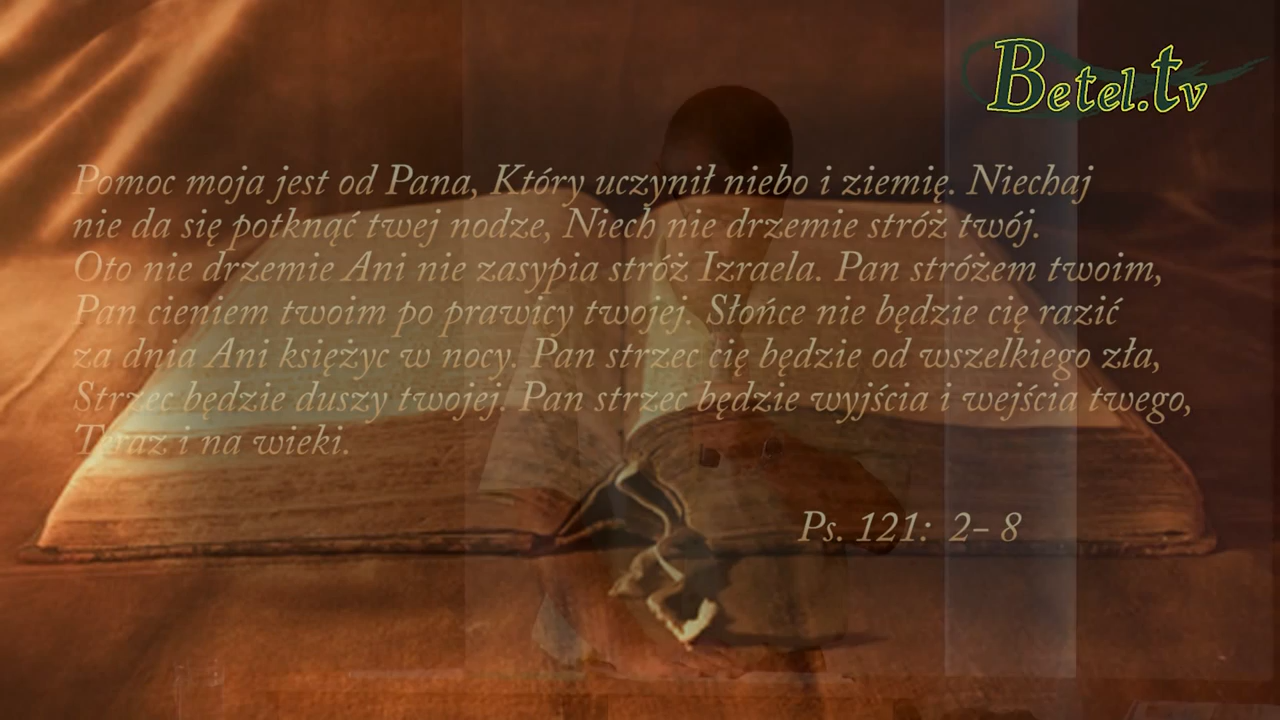 Betel.tv
Pomoc moja jest od Pana, Który uczynił niebo i ziemię. Niechaj
nie da się potknąć twej nodze, Niech nie drzemie stróż twój.
Oto nie drzemie Ani nie zasypia stróż Izraela. Pan stróżem twoim,
Pan cieniem twoim po prawicy twojej. Słońce nie będzie cię razić
za dnia Ani księżyc w nocy. Pan strzec cię będzie od wszelkiego zła,
Strzec będzie duszy twojej. Pan strzec będzie wyjścia i wejścia twego,
Teraz i na wieki.
Ps. 121: 2- 8